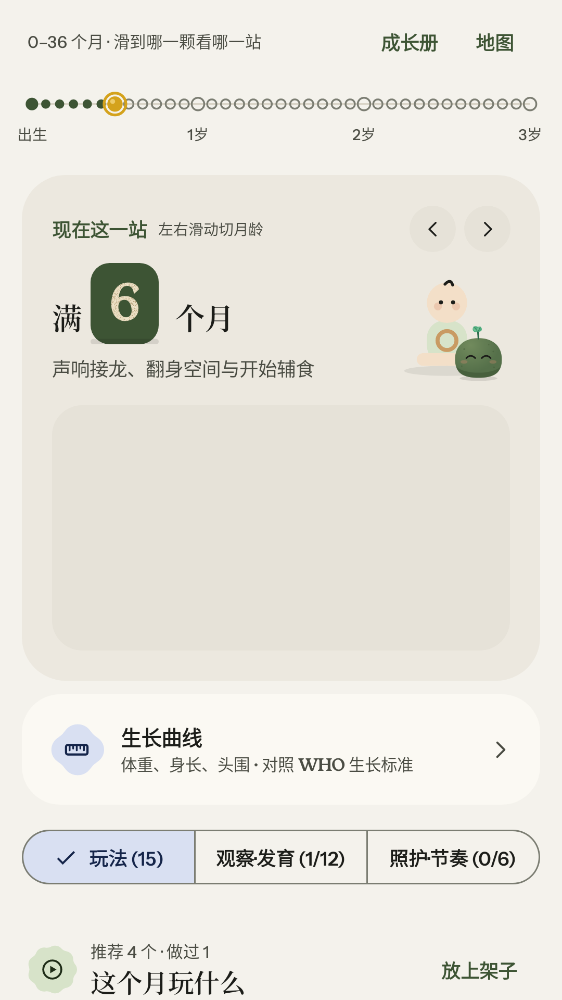 0–36 个月 · 滑到哪一颗看哪一站
成长册
地图
出生
1岁
2岁
3岁
现在这一站
左右滑动切月龄
满 6 个月
声响接龙、翻身空间与开始辅食
生长曲线
体重、身长、头围 · 对照 WHO 生长标准
玩法 (15)
观察·发育 (1/12)
照护·节奏 (0/6)
推荐 4 个 · 做过 1
这个月玩什么
放上架子